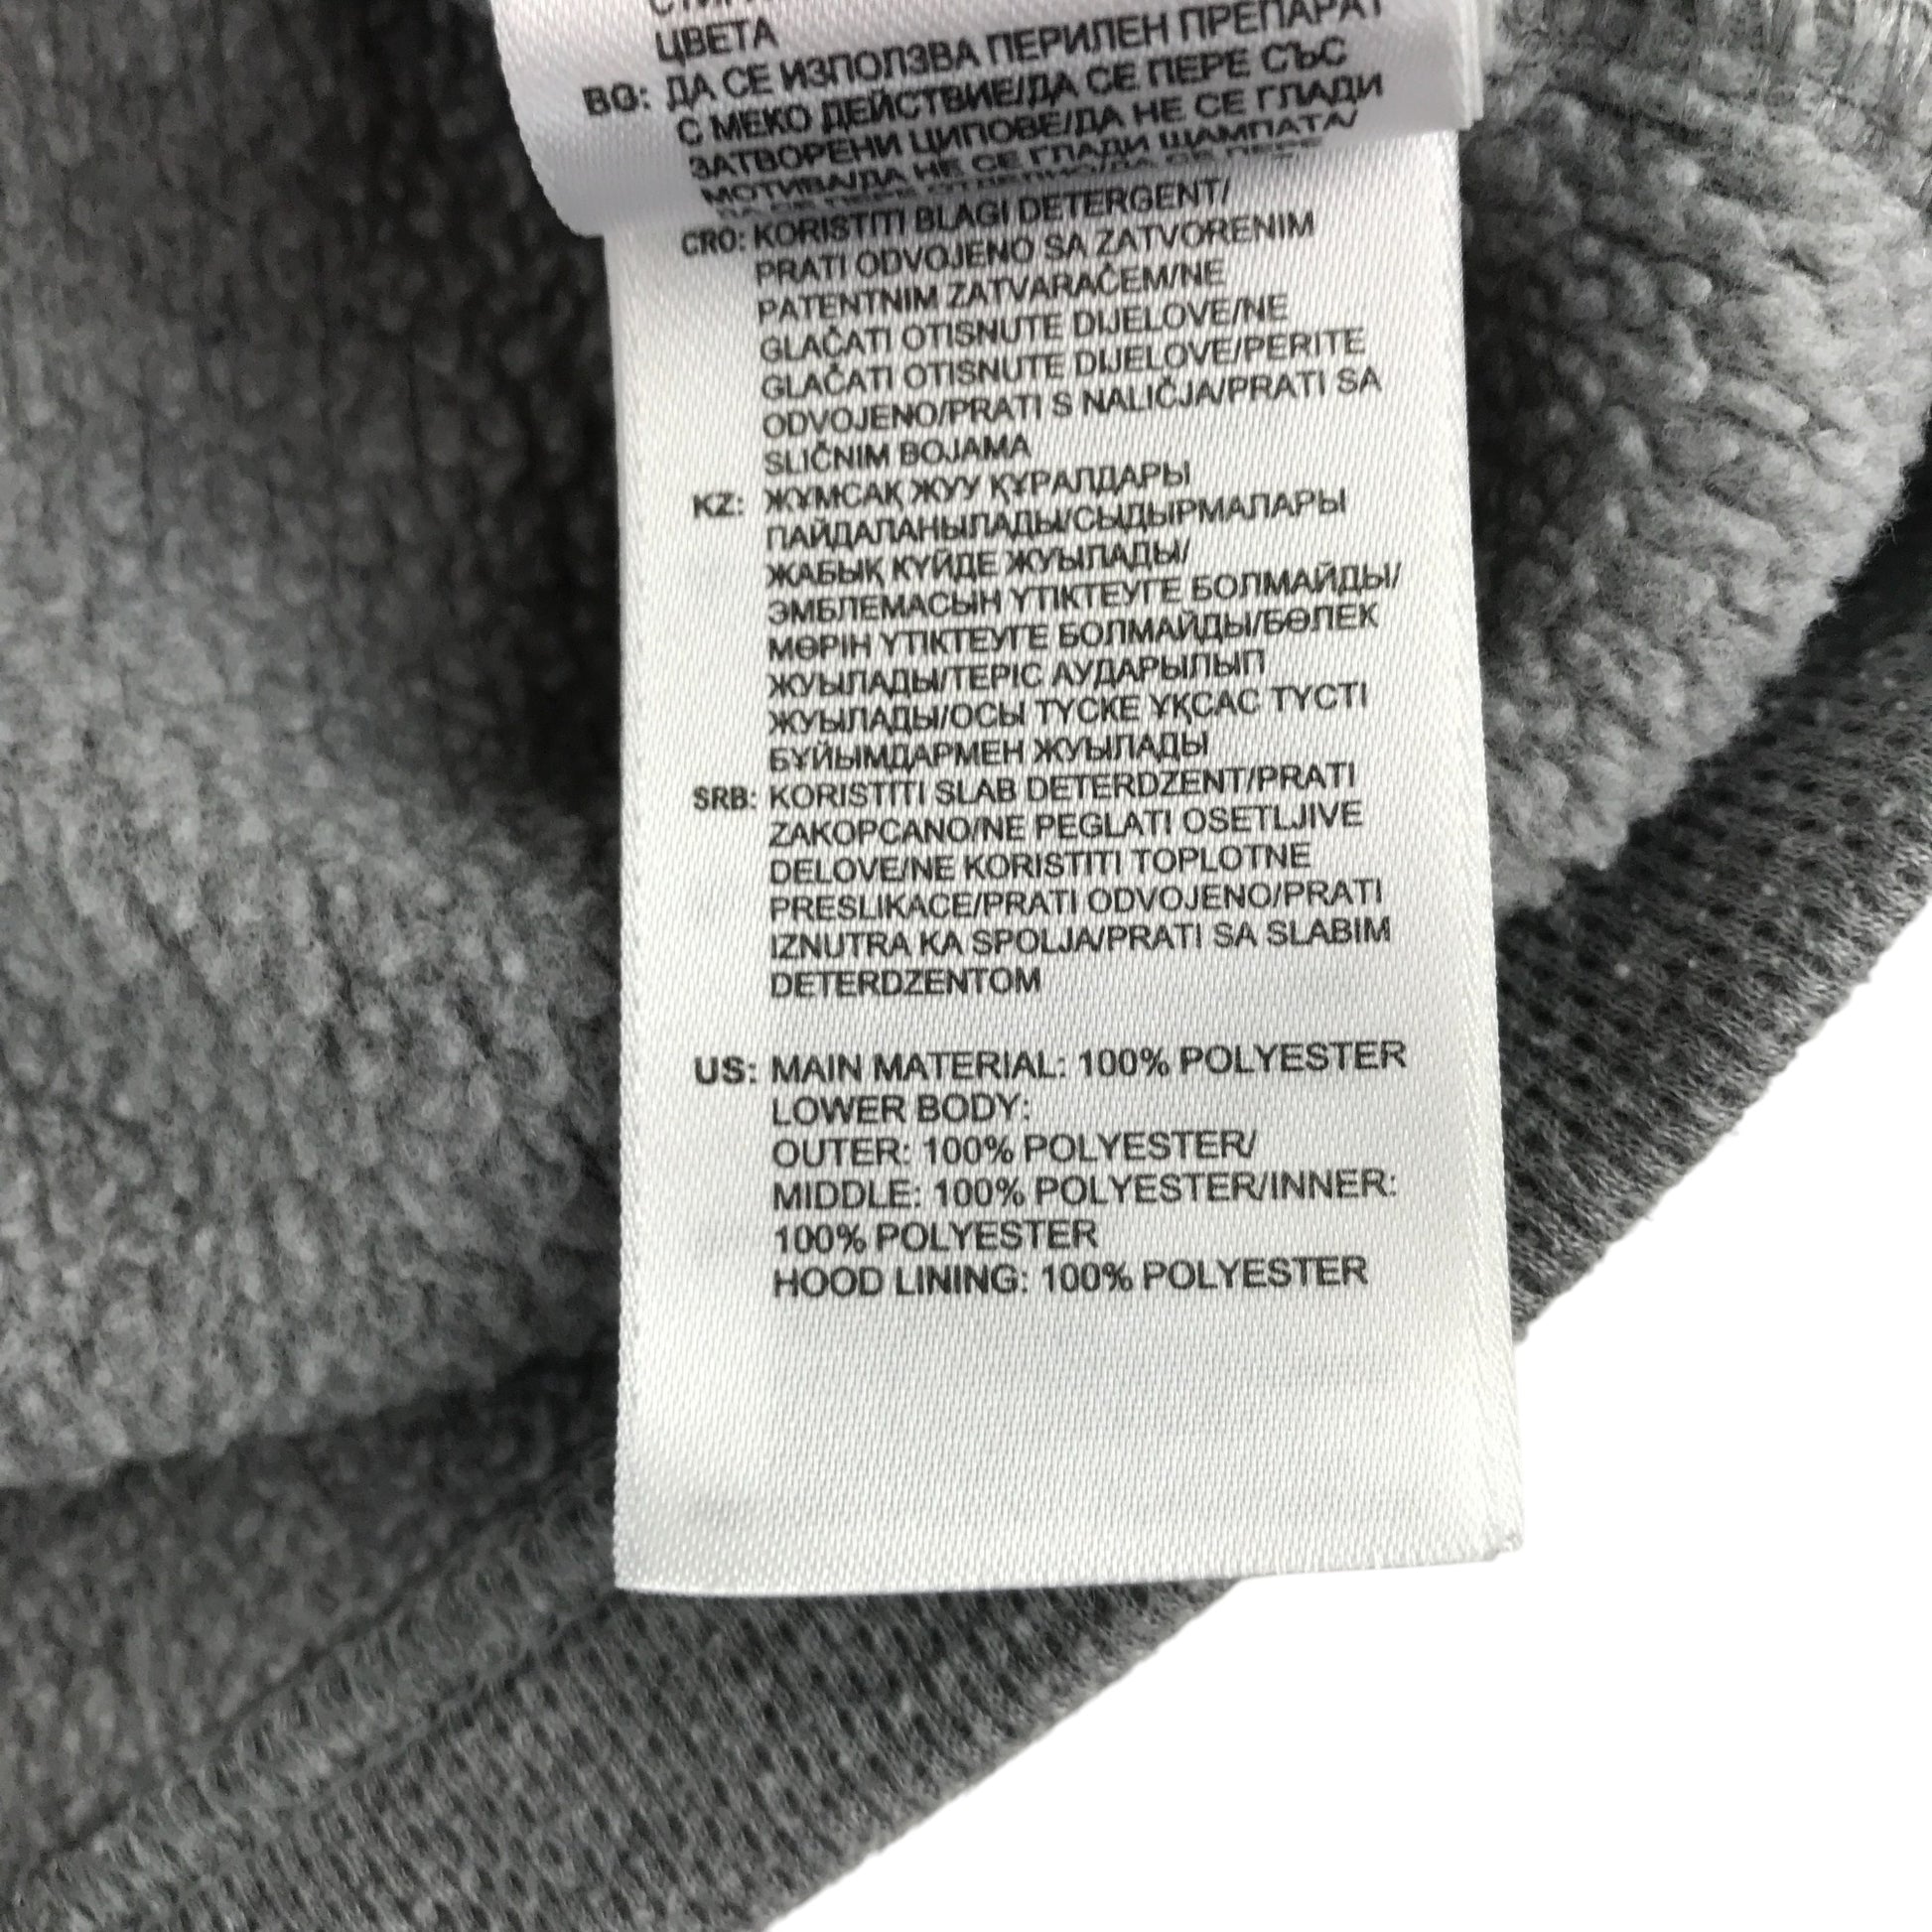 ЦВЕТА
BG: ДА СЕ ИЗПОЛЗВА ПЕРИЛЕН ПРЕПАРАТ
С МЕКО ДЕЙСТВИЕ/ДА СЕ ПЕРЕ СЪС
ЗАТВОРЕНИ ЦИПОВЕ/ДА НЕ СЕ ГЛАДИ
МОТИВА/ДА НЕ СЕ ГЛАДИ ЩАМПАТА/
CRO: KORISTITI BLAGI DETERGENT/
PRATI ODVOJENO SA ZATVORENIM
PATENTNIM ZATVARAČEM/NE
GLAČATI OTISNUTE DIJELOVE/NE
GLAČATI OTISNUTE DIJELOVE/PERITE
ODVOJENO/PRATI S NALIČJA/PRATI SA
SLIČNIM BOJAMA
KZ: ЖҰМСАҚ ЖУУ ҚҰРАЛДАРЫ
ПАЙДАЛАНЫЛАДЫ/СЫДЫРМАЛАРЫ
ЖАБЫҚ КҮЙДЕ ЖУЫЛАДЫ/
ЭМБЛЕМАСЫН ҮТІКТЕУГЕ БОЛМАЙДЫ/
МӨРІН ҮТІКТЕУГЕ БОЛМАЙДЫ/БӨЛЕК
ЖУЫЛАДЫ/ТЕРІС АУДАРЫЛЫП
ЖУЫЛАДЫ/ОСЫ ТҮСКЕ ҰҚСАС ТҮСТІ
БҰЙЫМДАРМЕН ЖУЫЛАДЫ
SRB: KORISTITI SLAB DETERDZENT/PRATI
ZAKOPCANO/NE PEGLATI OSETLJIVE
DELOVE/NE KORISTITI TOPLOTNE
PRESLIKACE/PRATI ODVOJENO/PRATI
IZNUTRA KA SPOLJA/PRATI SA SLABIM
DETERDZENTOM
US: MAIN MATERIAL: 100% POLYESTER
LOWER BODY:
OUTER: 100% POLYESTER/
MIDDLE: 100% POLYESTER/INNER:
100% POLYESTER
HOOD LINING: 100% POLYESTER